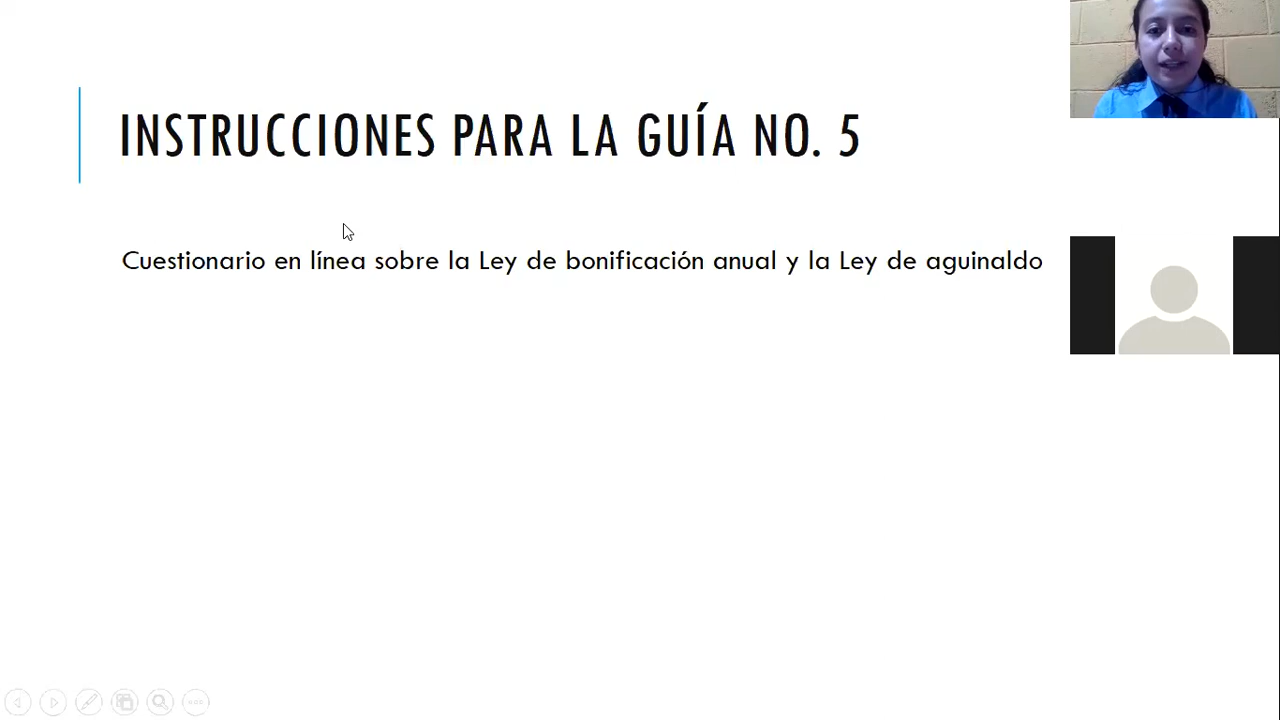 INSTRUCCIONES PARA LA GUÍA NO. 5
Cuestionario en línea sobre la Ley de bonificación anual y la Ley de aguinaldo